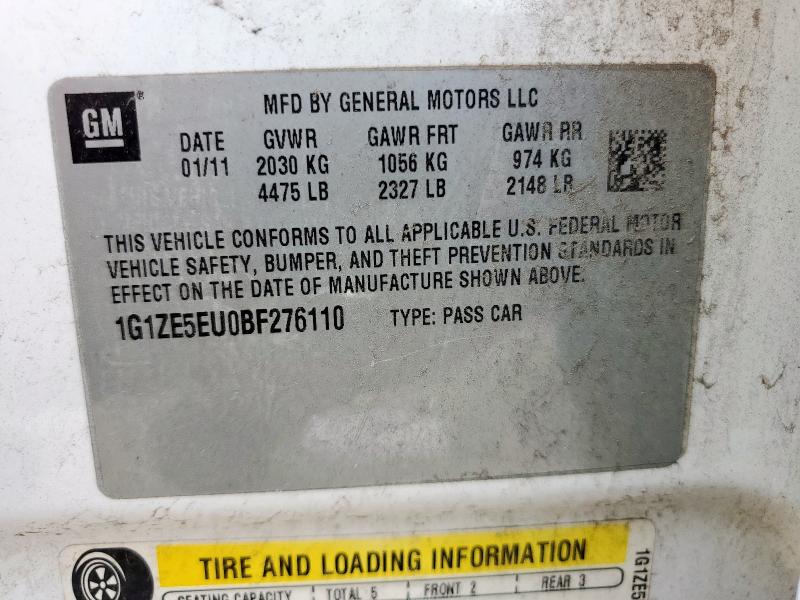 GM
MFD BY GENERAL MOTORS LLC
DATE GVWR GAWR FRT GAWR RR
01/11 2030 KG 1056 KG 974 KG
4475 LB 2327 LB 2148 LB
THIS VEHICLE CONFORMS TO ALL APPLICABLE U.S. FEDERAL MOTOR
VEHICLE SAFETY, BUMPER, AND THEFT PREVENTION STANDARDS IN
EFFECT ON THE DATE OF MANUFACTURE SHOWN ABOVE.
1G1ZE5EU0BF276110 TYPE: PASS CAR
TIRE AND LOADING INFORMATION
SEATING CAPACITY TOTAL 5 FRONT 2 REAR 3
1G1ZE5